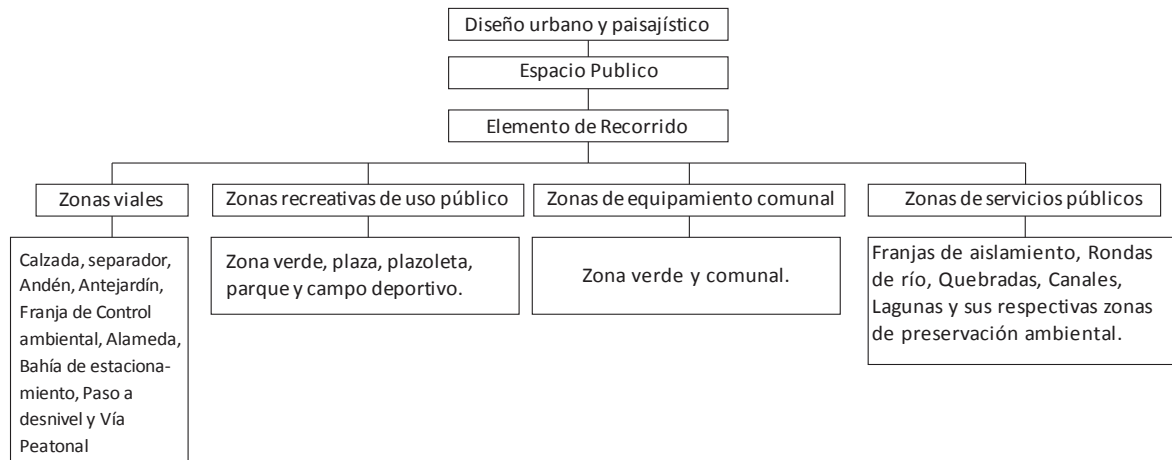 Diseño urbano y paisajístico
Espacio Publico
Elemento de Recorrido
Zonas viales
Zonas recreativas de uso público
Zonas de equipamiento comunal
Zonas de servicios públicos
Calzada, separador,
Andén, Antejardín,
Franja de Control
ambiental, Alameda,
Bahía de estaciona-
miento, Paso a
desnivel y Vía
Peatonal
Zona verde, plaza, plazoleta,
parque y campo deportivo.
Zona verde y comunal.
Franjas de aislamiento, Rondas
de río, Quebradas, Canales,
Lagunas y sus respectivas zonas
de preservación ambiental.